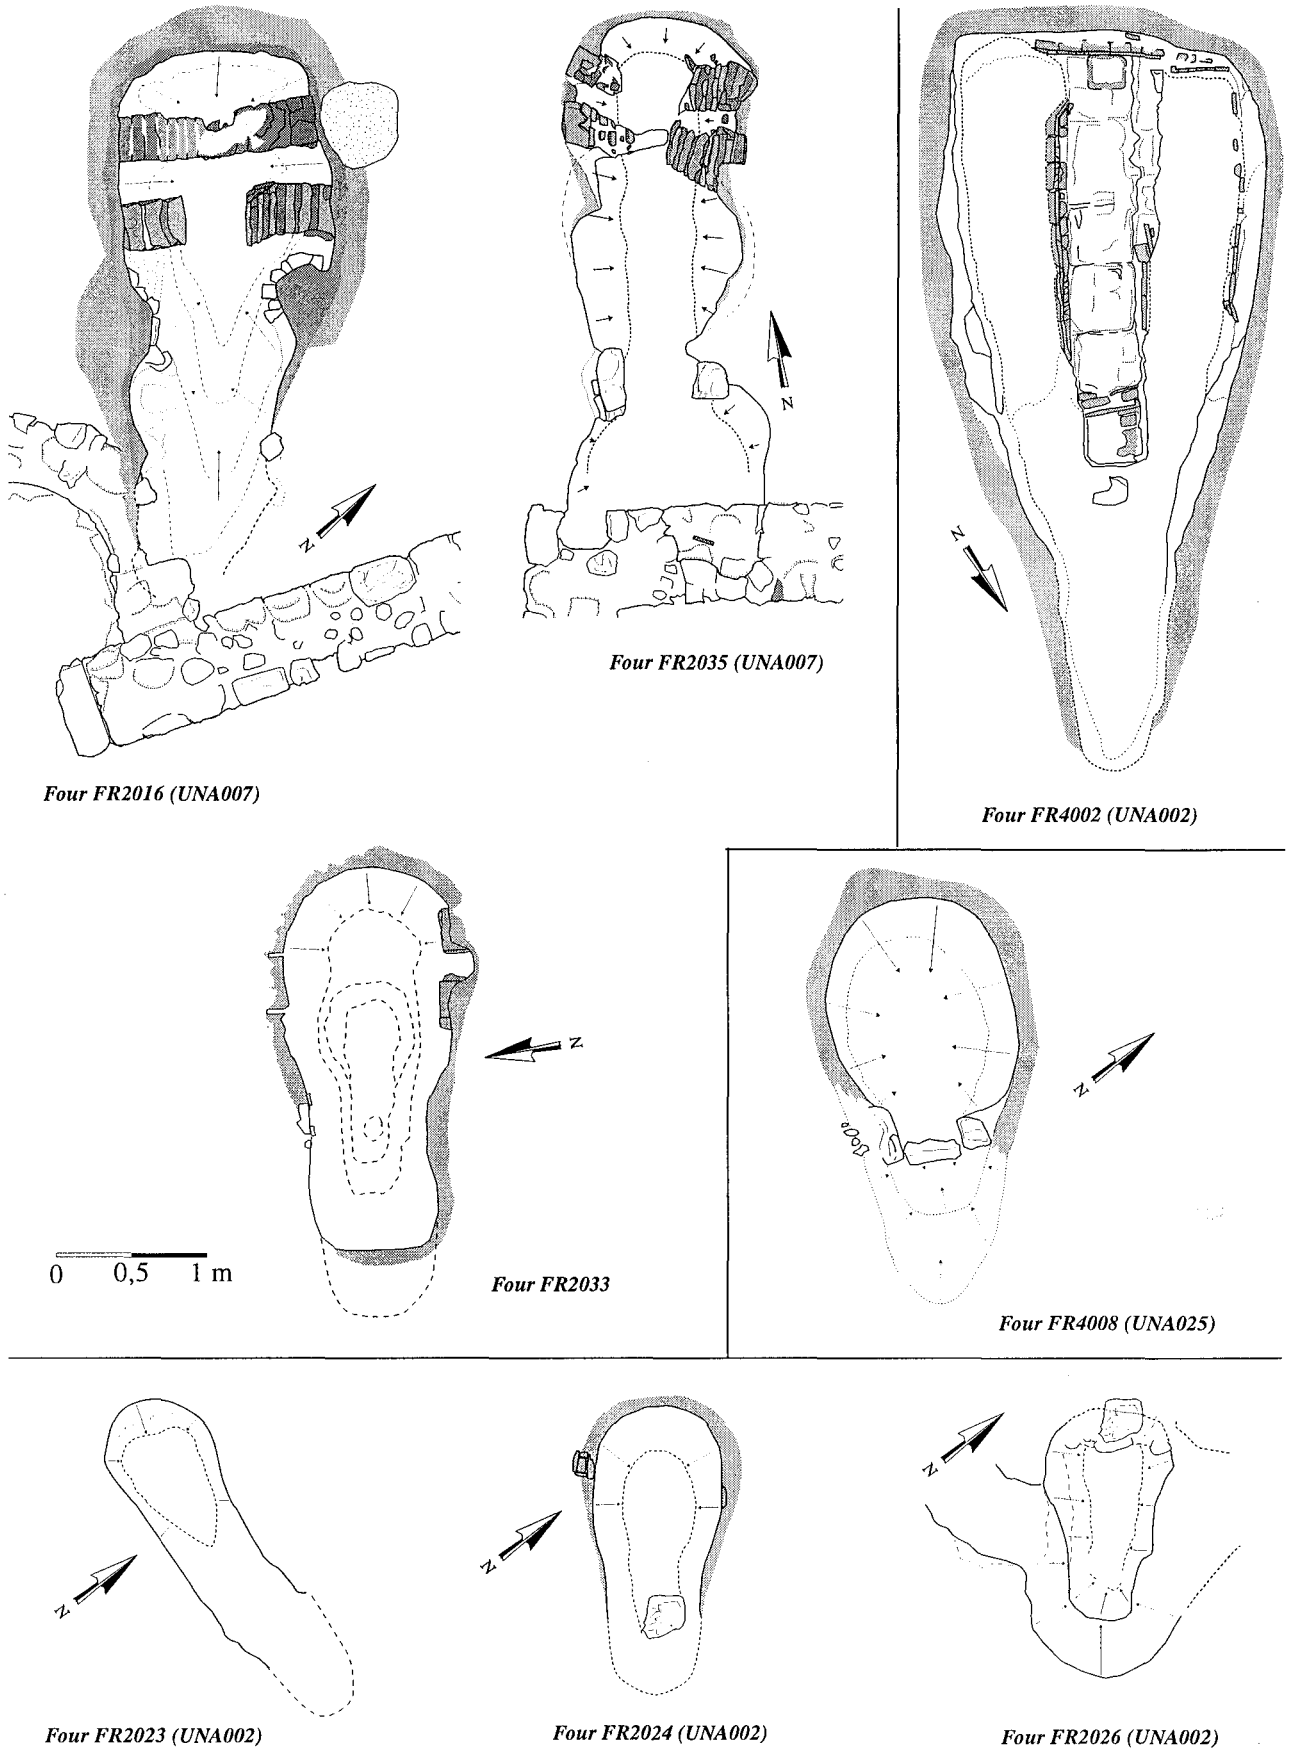 N
N
N
Four FR2035 (UNA007)
Four FR2016 (UNA007)
Four FR4002 (UNA002)
N
N
0 0,5 1 m
Four FR2033
Four FR4008 (UNA025)
N
N
N
Four FR2023 (UNA002)
Four FR2024 (UNA002)
Four FR2026 (UNA002)